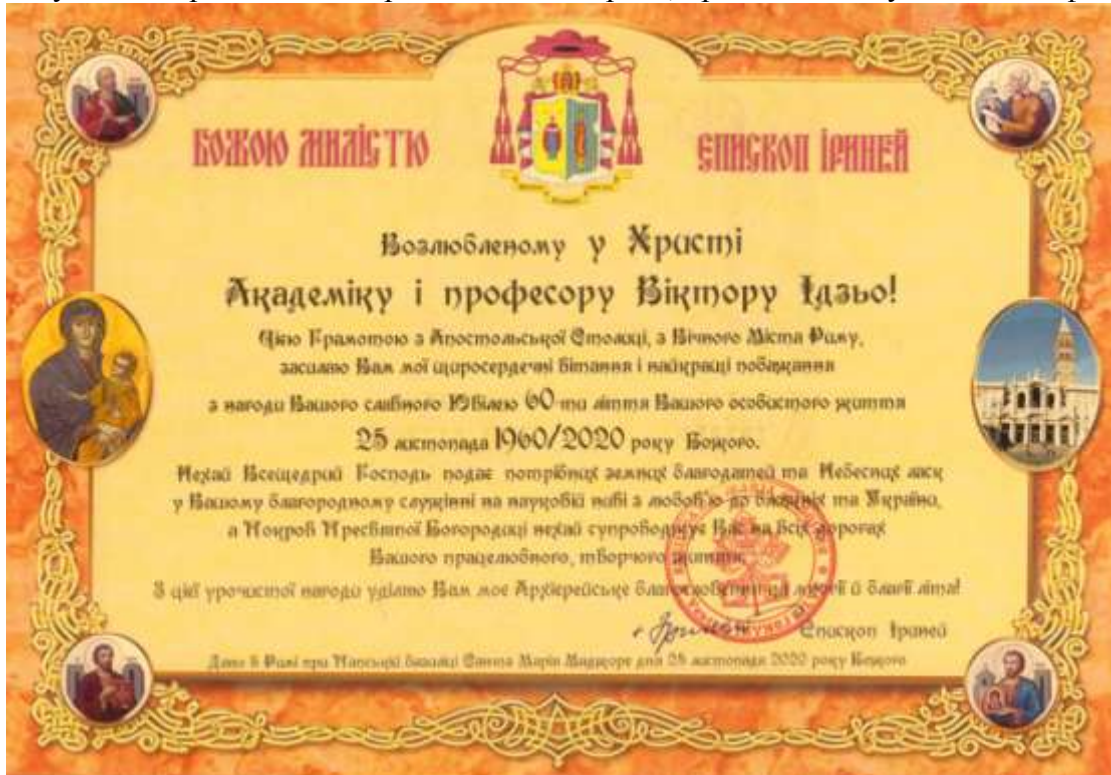 БОЖОЮ МИЛІСТЮ ЕПИСКОП ІРИНЕЙ
Возлюбленому у Христі
Академіку і професору Віктору Ідзьо!
Цією Грамотою з Апостольської Столиці, з Вічного Міста Риму,
засилаю Вам мої щиросердечні вітання і найкращі побажання
з нагоди Вашого славного Ювілею 60-ти ліття Вашого особистого життя
25 листопада 1960/2020 року Божого.
Нехай Всещедрий Господь подає потрібних земних благодатей та Небесних ласк
у Вашому благородному служінні на науковій ниві з любов'ю до ближніх та України,
а Покров Пресвятої Богородиці нехай супроводжує Вас на всіх дорогах
Вашого працелюбного, творчого життя.
З цієї урочистої нагоди уділяю Вам моє Архієрейське благословення на многії й благії літа!
Епископ Іриней
Дано в Римі при Папській базиліці Санта Марія Маджоре дня 25 листопада 2020 року Божого